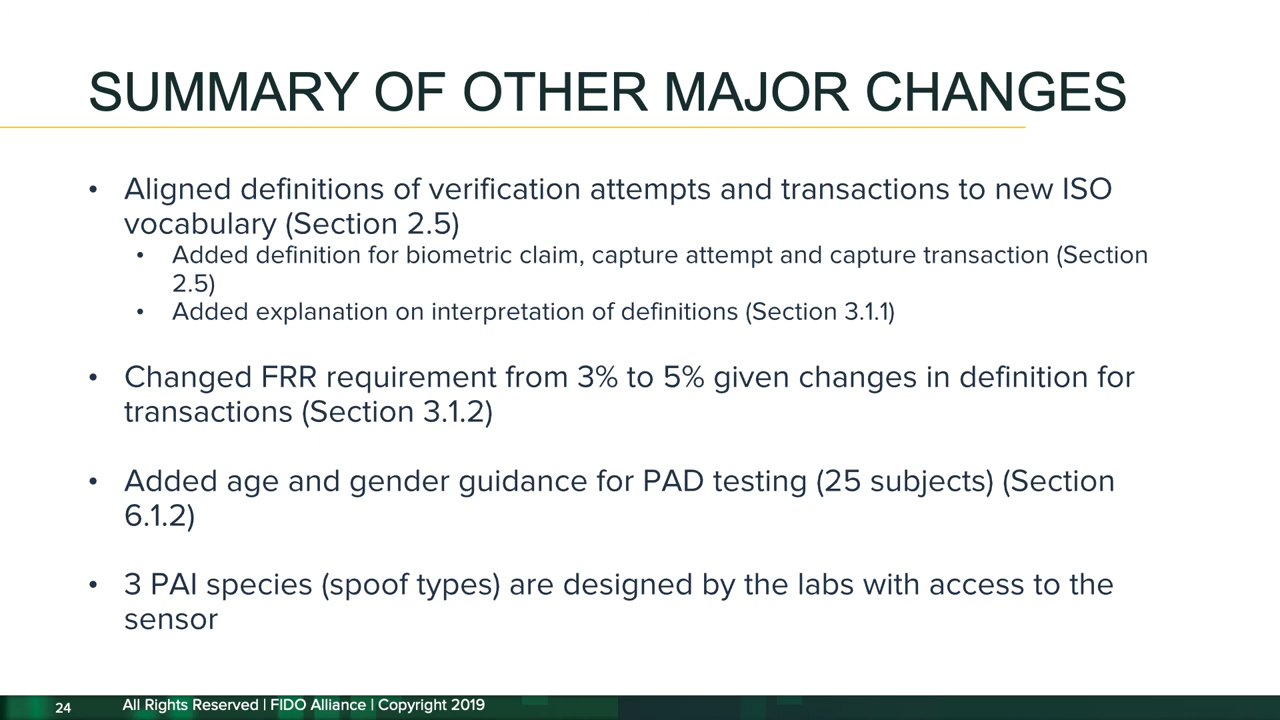 SUMMARY OF OTHER MAJOR CHANGES
• Aligned definitions of verification attempts and transactions to new ISO
vocabulary (Section 2.5)
• Added definition for biometric claim, capture attempt and capture transaction (Section
2.5)
• Added explanation on interpretation of definitions (Section 3.1.1)
• Changed FRR requirement from 3% to 5% given changes in definition for
transactions (Section 3.1.2)
• Added age and gender guidance for PAD testing (25 subjects) (Section
6.1.2)
• 3 PAI species (spoof types) are designed by the labs with access to the
sensor
24 All Rights Reserved | FIDO Alliance | Copyright 2019